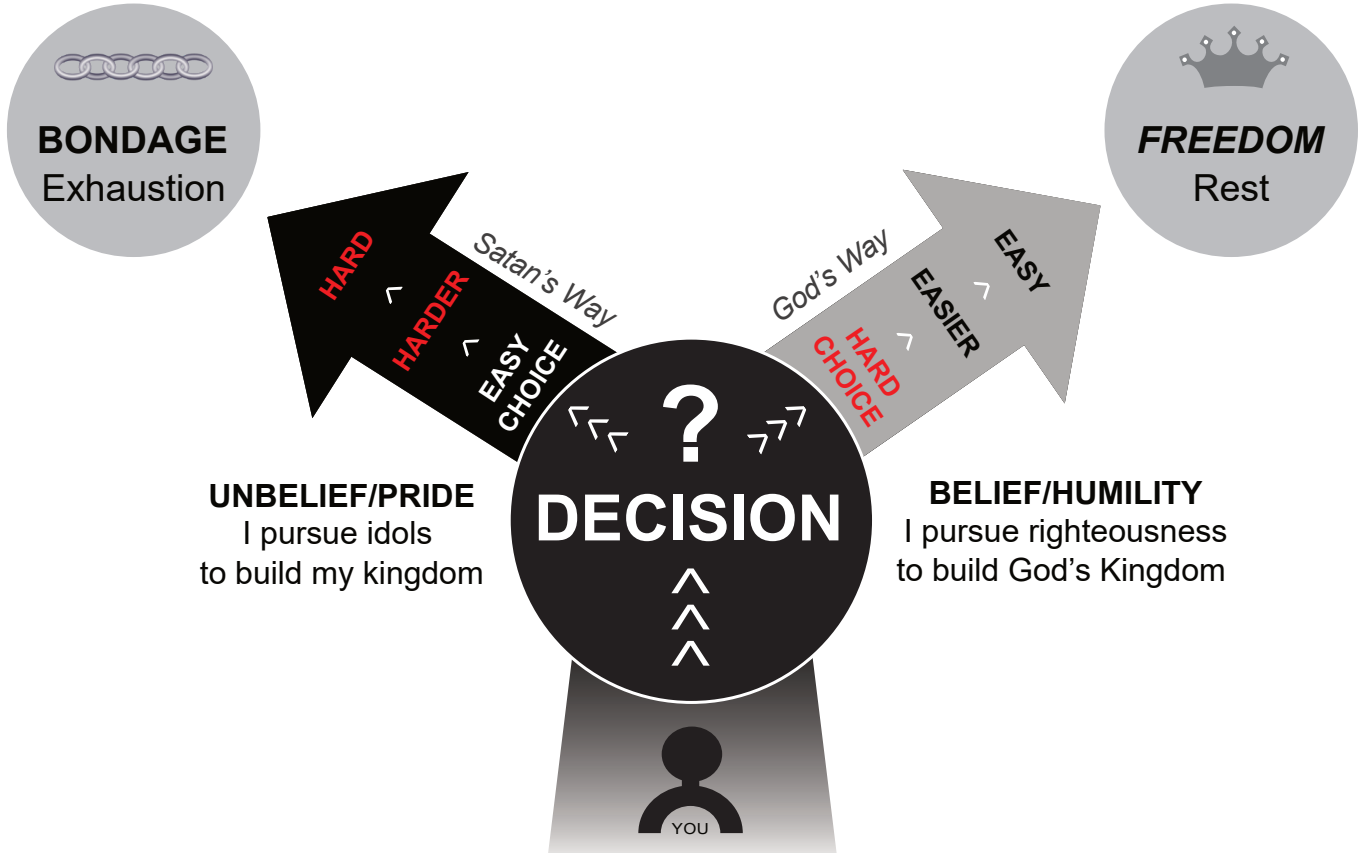 BONDAGE
Exhaustion
FREEDOM
Rest
Satan's Way
HARD
HARDER
EASY
CHOICE
God's Way
EASY
EASIER
HARD
CHOICE
?
DECISION
UNBELIEF/PRIDE
I pursue idols
to build my kingdom
BELIEF/HUMILITY
I pursue righteousness
to build God's Kingdom
YOU